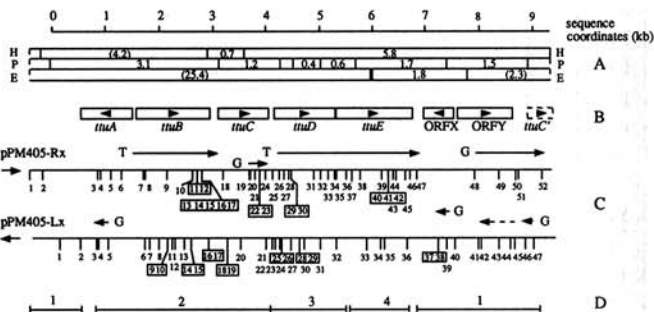 0 1 2 3 4 5 6 7 8 9 sequence
coordinates (kb)
H (4.2) 0.7 5.8 H
P 3.1 1.2 0.4 0.6 1.7 1.5 P A
E (25.4) 1.8 (2.3) E
B
ttuA ttuB ttuC ttuD ttuE ORFX ORFY ttuC'
pPM405-Rx T T G
G
1 2 3 4 5 6 7 8 9 10 11 12 18 19 20 24 26 28 31 32 34 36 38 39 44 46 47 48 49 50 52
21 25 27 33 35 37 40 41 42 51
13 14 15 16 17 22 23 29 30 43 45 C
pPM405-Lx G G G
1 2 3 4 5 6 7 8 11 13 16 17 20 21 25 26 28 29 32 33 34 35 36 37 38 40 41 42 43 44 45 46 47
9 10 12 14 15 18 19 22 23 24 27 30 31 39
1 2 3 4 1 D